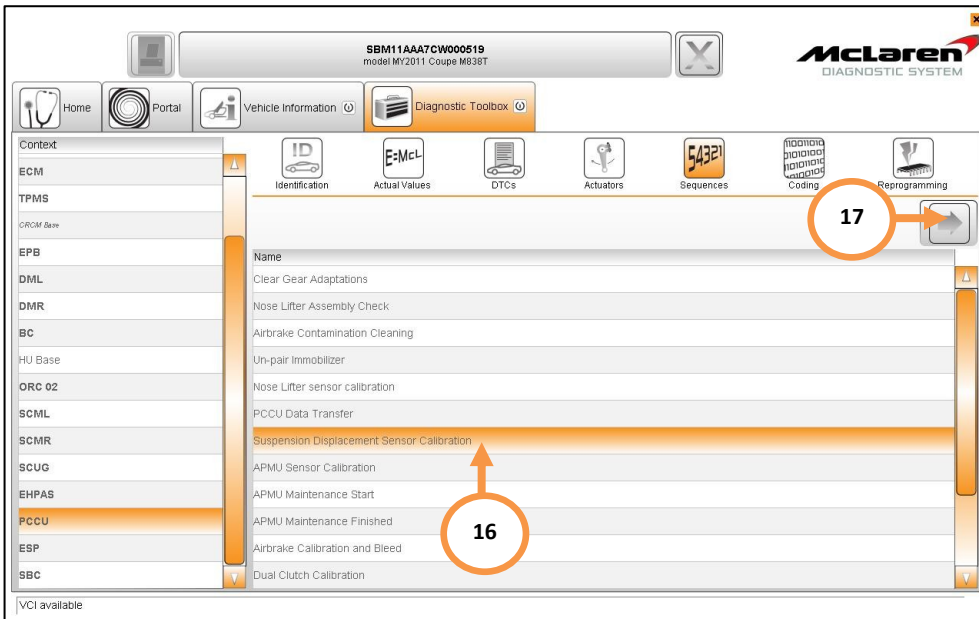 SBM11AAA7CW000519
model MY2011 Coupe M838T
McLaren
DIAGNOSTIC SYSTEM
Home
Portal
Vehicle Information
Diagnostic Toolbox
Context
ECM
TPMS
CRCM Base
EPB
DML
DMR
BC
HU Base
ORC 02
SCML
SCMR
SCUG
EHPAS
PCCU
ESP
SBC
ID
Identification
E=McL
Actual Values
DTCs
Actuators
54321
Sequences
Coding
Reprogramming
17
Name
Clear Gear Adaptations
Nose Lifter Assembly Check
Airbrake Contamination Cleaning
Un-pair Immobilizer
Nose Lifter sensor calibration
PCCU Data Transfer
Suspension Displacement Sensor Calibration
APMU Sensor Calibration
APMU Maintenance Start
APMU Maintenance Finished
16
Airbrake Calibration and Bleed
Dual Clutch Calibration
VCI available